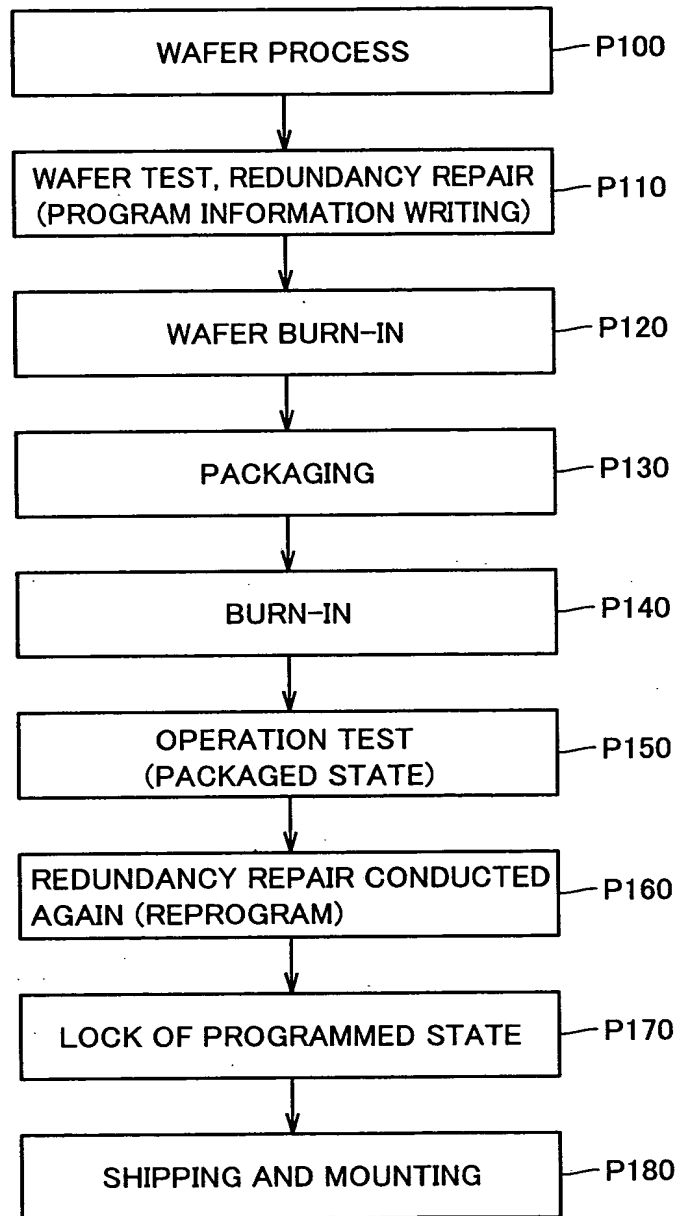 WAFER PROCESS
P100
WAFER TEST, REDUNDANCY REPAIR
(PROGRAM INFORMATION WRITING)
P110
WAFER BURN-IN
P120
PACKAGING
P130
BURN-IN
P140
OPERATION TEST
(PACKAGED STATE)
P150
REDUNDANCY REPAIR CONDUCTED
AGAIN (REPROGRAM)
P160
LOCK OF PROGRAMMED STATE
P170
SHIPPING AND MOUNTING
P180